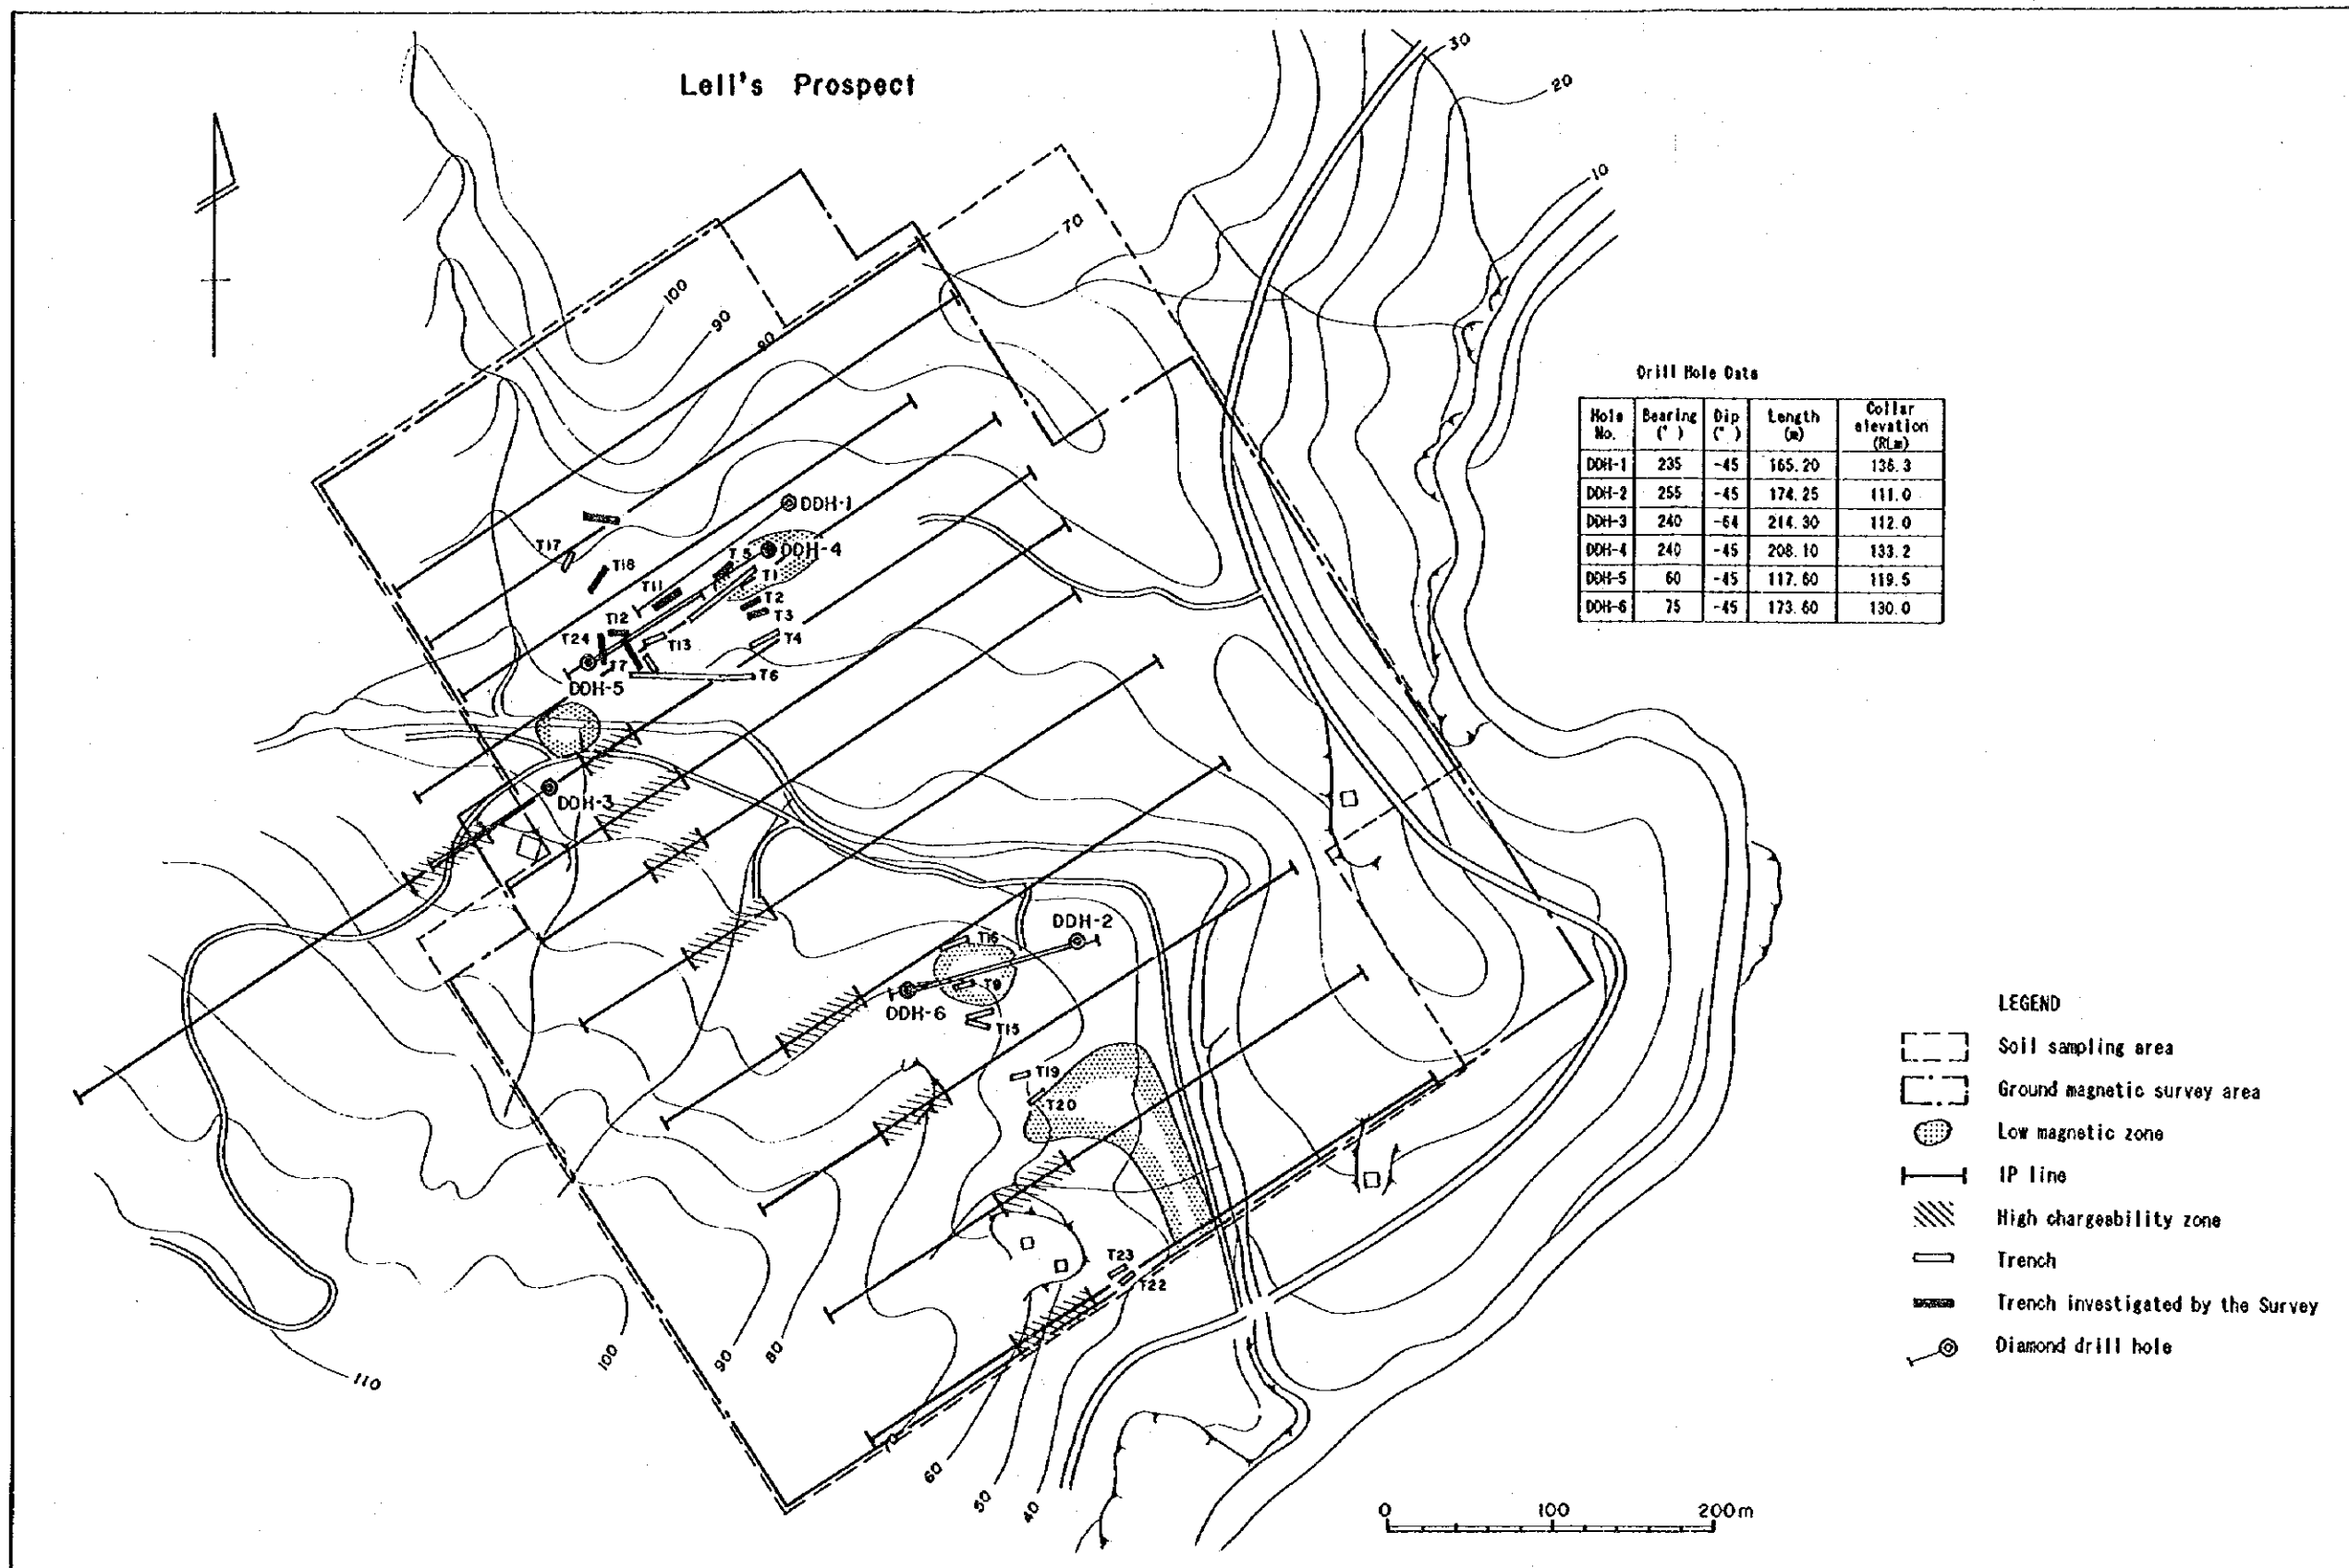 Lell's Prospect
30
20
10
70
100
90
80
Drill Hole Data
Hole No. Bearing (°) Dip (°) Length (m) Collar elevation (RLm)
DDH-1 235 -45 165.20 136.3
DDH-2 255 -45 174.25 111.0
DDH-3 240 -64 214.30 112.0
DDH-4 240 -45 208.10 133.2
DDH-5 60 -45 117.60 119.5
DDH-6 75 -45 173.60 130.0
DDH-1
T17
T5
DDH-4
T18
T1
T11
T2
T3
T12
T24
T13
T4
T7
T6
DDH-5
DDH-3
DDH-2
T16
T9
DDH-6
T15
T19
T20
T23
T22
110
100
90
80
70
60
50
40
LEGEND
Soil sampling area
Ground magnetic survey area
Low magnetic zone
IP line
High chargeability zone
Trench
Trench investigated by the Survey
Diamond drill hole
0 100 200m